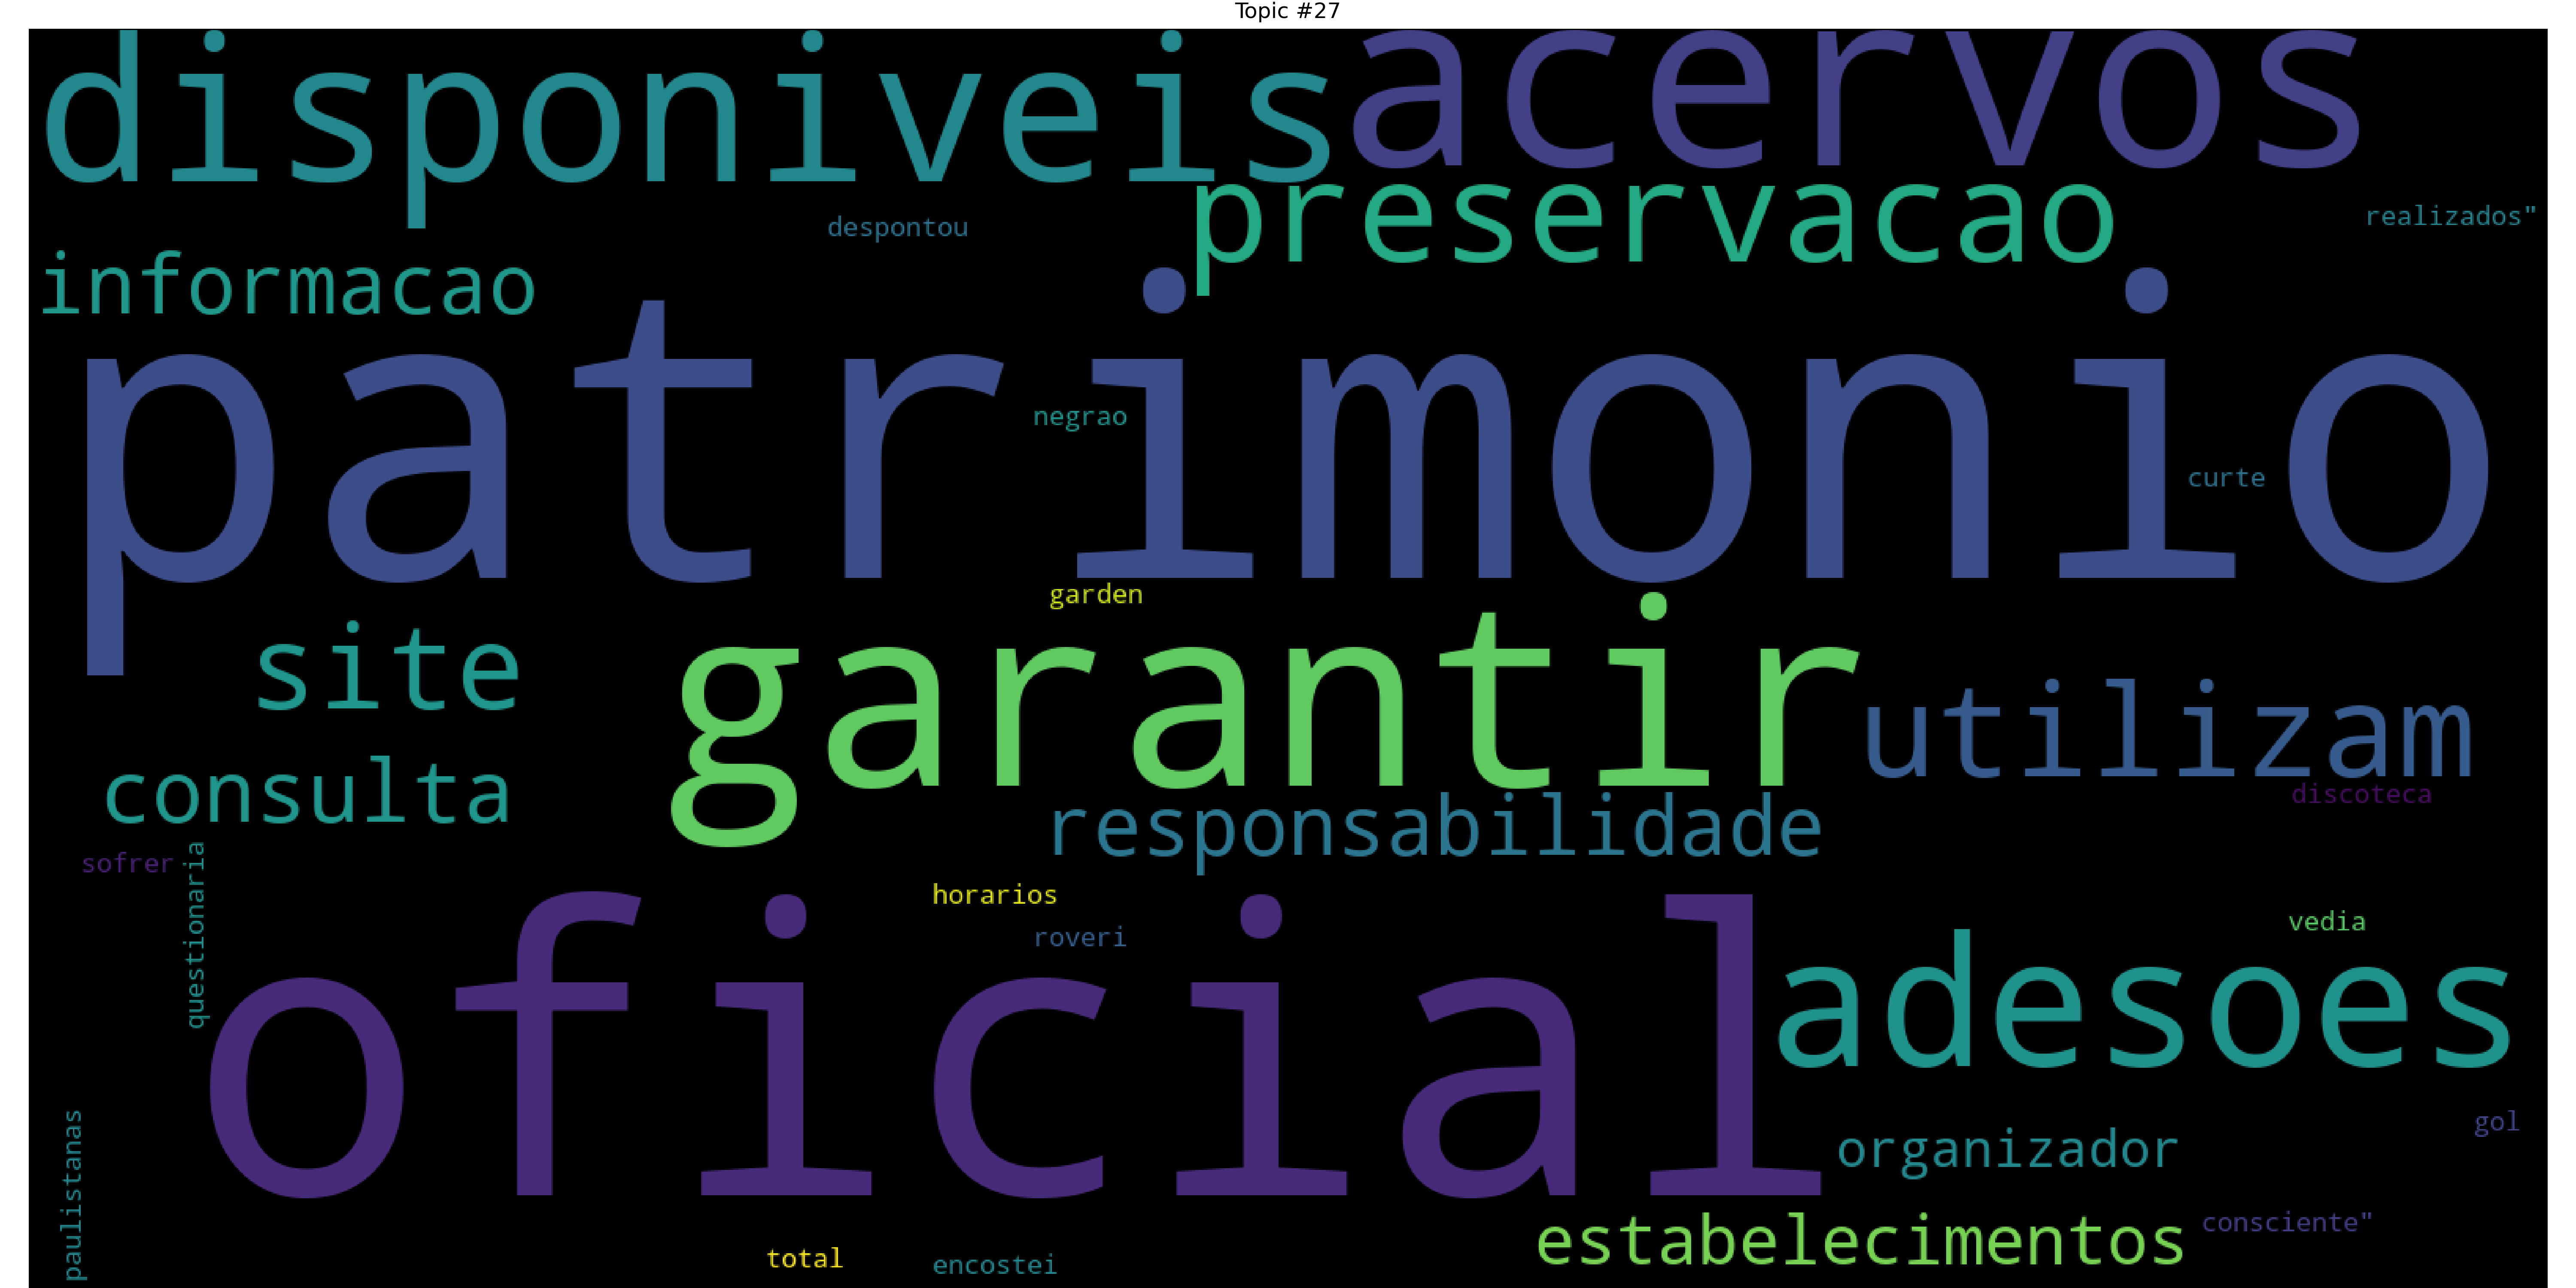 Topic #27
disponiveis
acervos
preservacao
despontou
realizados"
informacao
patrimonio
negrao
curte
garden
site
garantir
utilizam
consulta
responsabilidade
discoteca
sofrer
questionaria
horarios
roveri
vedia
oficial
adesoes
gol
organizador
paulistanas
estabelecimentos
consciente"
total
encostei